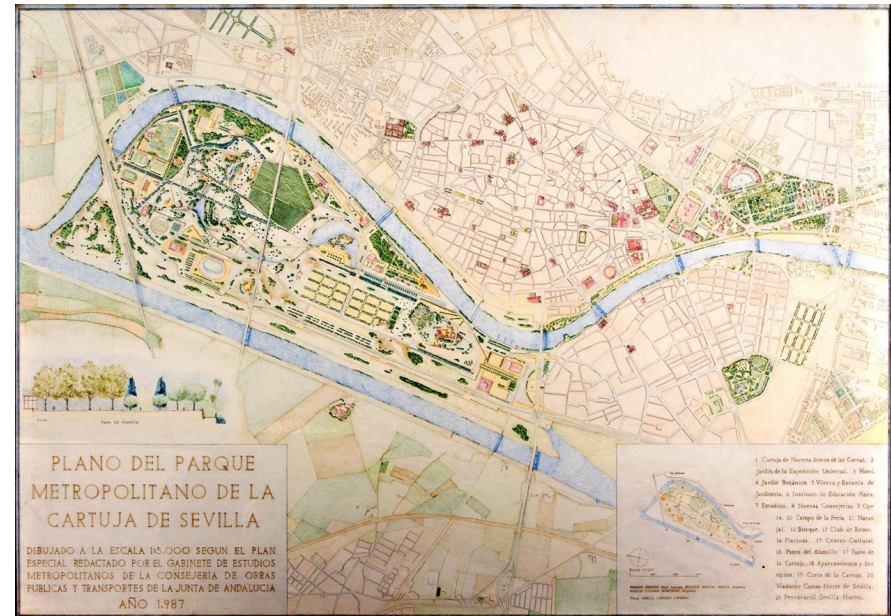 Paseo del Alamillo
PLANO DEL PARQUE
METROPOLITANO DE LA
CARTUJA DE SEVILLA
DIBUJADO A LA ESCALA 1:5.000 SEGUN EL PLAN
ESPECIAL REDACTADO POR EL GABINETE DE ESTUDIOS
METROPOLITANOS DE LA CONSEJERIA DE OBRAS
PUBLICAS Y TRANSPORTES DE LA JUNTA DE ANDALUCIA
AÑO 1.987
1 Cartuja de Nuestra Señora de las Cuevas. 2
Jardín de la Exposición Universal. 3 Hotel
4 Jardín Botánico. 5 Vivero y Escuela de
Jardinería. 6 Instituto de Educación Física
7 Estadios. 8 Nuevas Consejerías. 9 Ope
ra. 10 Campo de la Feria. 11 Naran
jal. 12 Bosque. 13 Club de Remo.
14 Piscinas. 15 Centro Cultural.
16 Paseo del Alamillo. 17 Paseo de
la Cartuja. 18 Aparcamientos y Ser
vicios. 19 Corta de la Cartuja. 20
Viaducto Camas-Norte de Sevilla.
21 Ferrocarril Sevilla-Huelva.